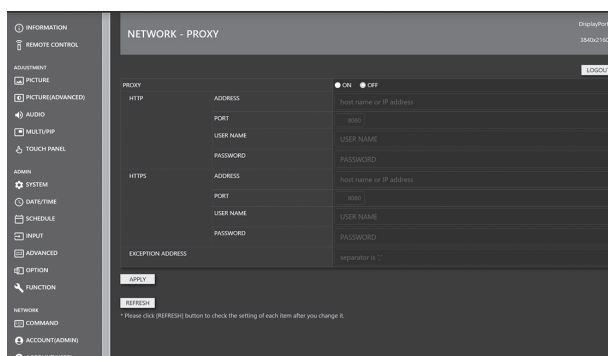 INFORMATION
REMOTE CONTROL
ADJUSTMENT
PICTURE
PICTURE(ADVANCED)
AUDIO
MULTI/PIP
TOUCH PANEL
ADMIN
SYSTEM
DATE/TIME
SCHEDULE
INPUT
ADVANCED
OPTION
FUNCTION
NETWORK
COMMAND
ACCOUNT(ADMIN)
NETWORK - PROXY
DisplayPort
3840x2160
LOGOUT
PROXY ON OFF
HTTP ADDRESS host name or IP address
PORT 8080
USER NAME USER NAME
PASSWORD PASSWORD
HTTPS ADDRESS host name or IP address
PORT 8080
USER NAME USER NAME
PASSWORD PASSWORD
EXCEPTION ADDRESS separator is
APPLY
REFRESH
* Please click [REFRESH] button to check the setting of each item after you change it.